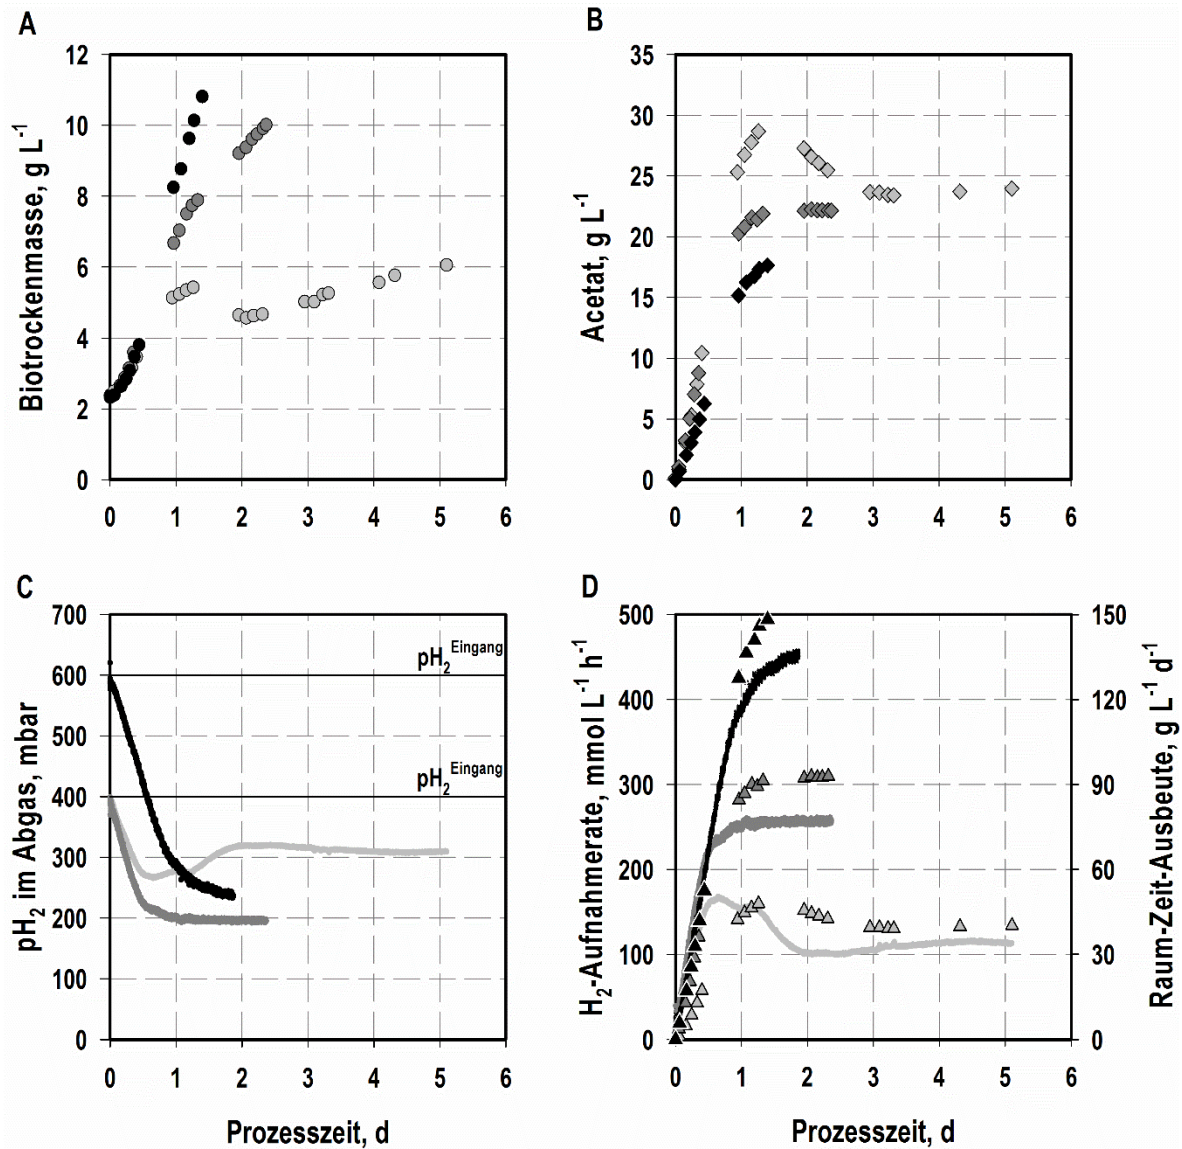 A
Biotrockenmasse, g L⁻¹
12
10
8
6
4
2
0
0 1 2 3 4 5 6
B
Acetat, g L⁻¹
35
30
25
20
15
10
5
0
0 1 2 3 4 5 6
C
pH₂ im Abgas, mbar
700
600
500
400
300
200
100
0
pH₂ᴱⁱⁿᵍᵃⁿᵍ
pH₂ᴱⁱⁿᵍᵃⁿᵍ
0 1 2 3 4 5 6
Prozesszeit, d
D
H₂-Aufnahmerate, mmol L⁻¹ h⁻¹
500
400
300
200
100
0
150
120
90
60
30
0
Raum-Zeit-Ausbeute, g L⁻¹ d⁻¹
0 1 2 3 4 5 6
Prozesszeit, d